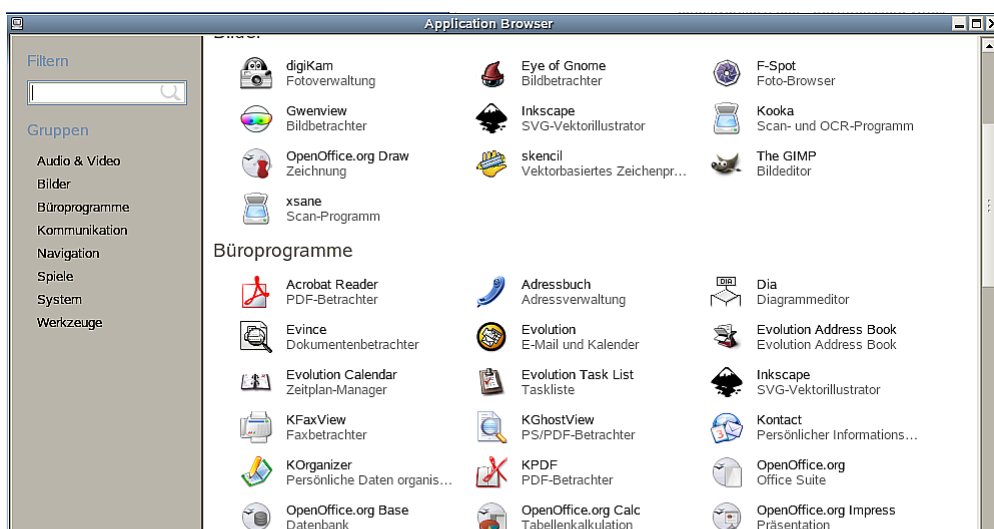 Application Browser
Filtern
Gruppen
Audio & Video
Bilder
Büroprogramme
Kommunikation
Navigation
Spiele
System
Werkzeuge
Bilder
digiKam
Fotoverwaltung
Eye of Gnome
Bildbetrachter
F-Spot
Foto-Browser
Gwenview
Bildbetrachter
Inkscape
SVG-Vektorillustrator
Kooka
Scan- und OCR-Programm
OpenOffice.org Draw
Zeichnung
skencil
Vektorbasiertes Zeichenpr...
The GIMP
Bildeditor
xsane
Scan-Programm
Büroprogramme
Acrobat Reader
PDF-Betrachter
Adressbuch
Adressverwaltung
DIA
Dia
Diagrammeditor
Evince
Dokumentenbetrachter
Evolution
E-Mail und Kalender
Evolution Address Book
Evolution Address Book
Evolution Calendar
Zeitplan-Manager
Evolution Task List
Taskliste
Inkscape
SVG-Vektorillustrator
KFaxView
Faxbetrachter
KGhostView
PS/PDF-Betrachter
3
Kontact
Persönlicher Informations...
KOrganizer
Persönliche Daten organis...
KPDF
PDF-Betrachter
OpenOffice.org
Office Suite
OpenOffice.org Base
Datenbank
OpenOffice.org Calc
Tabellenkalkulation
OpenOffice.org Impress
Präsentation